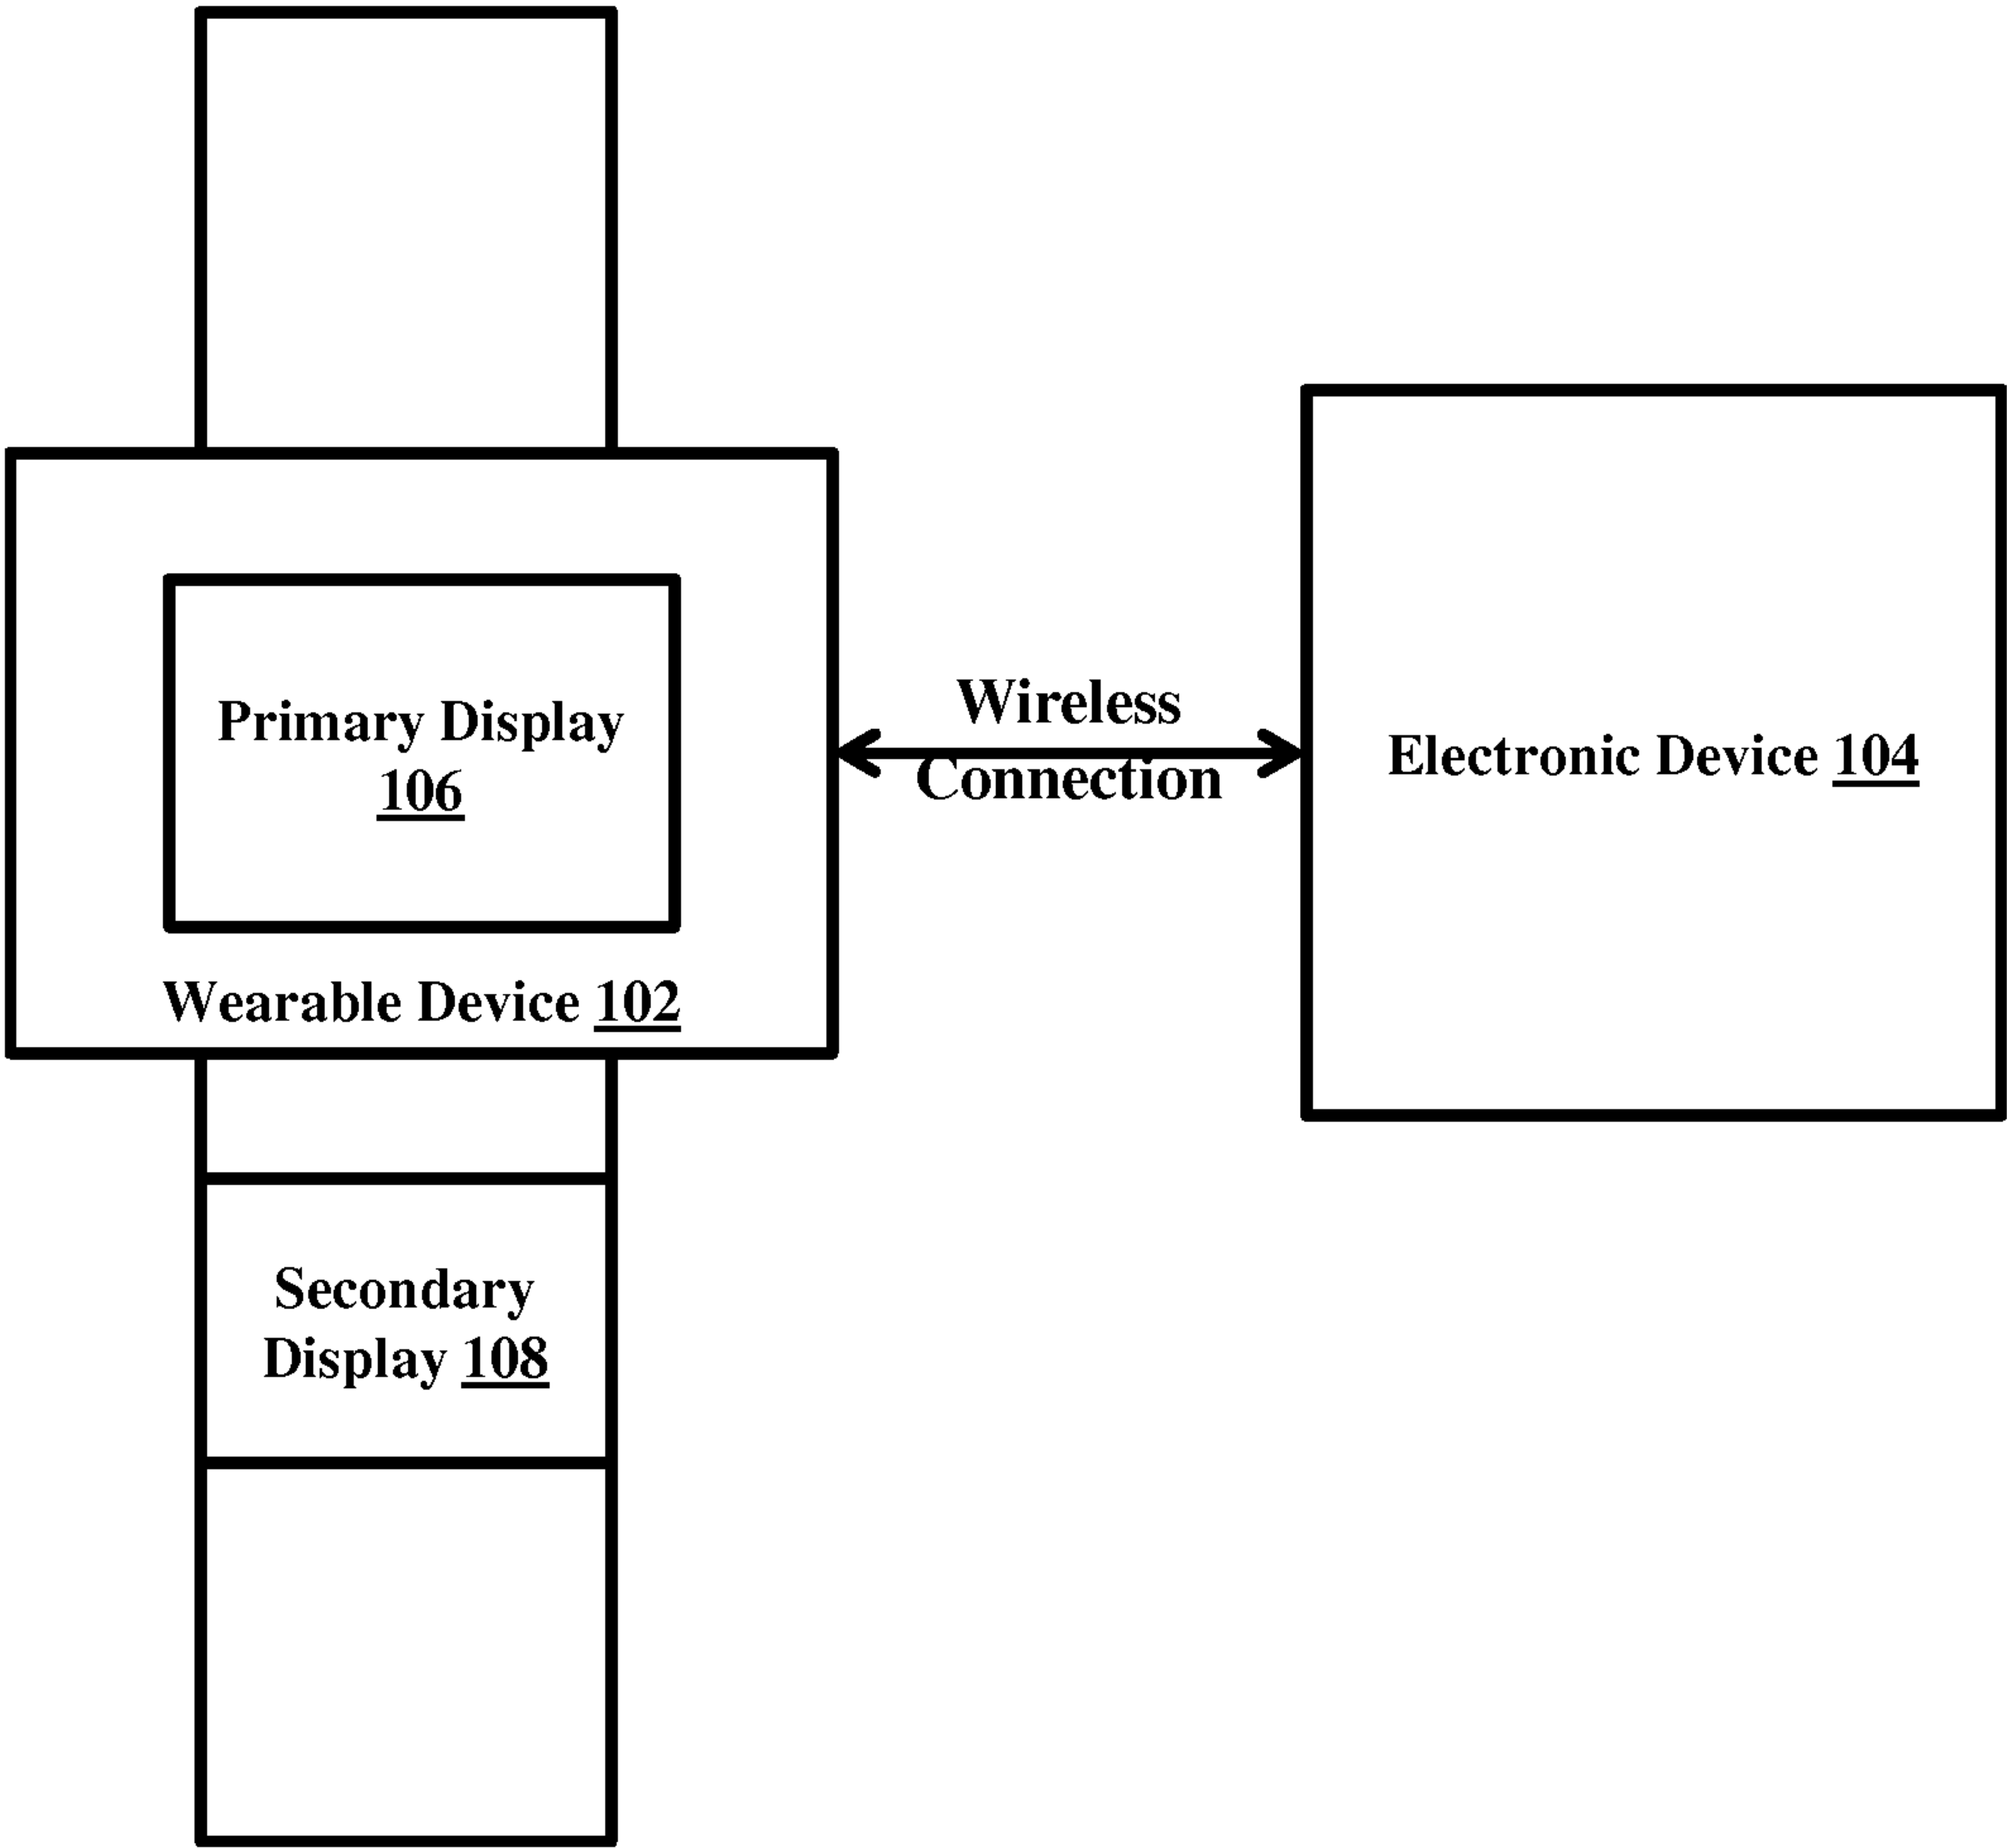 Primary Display
106
Wearable Device 102
Wireless
Connection
Electronic Device 104
Secondary
Display 108